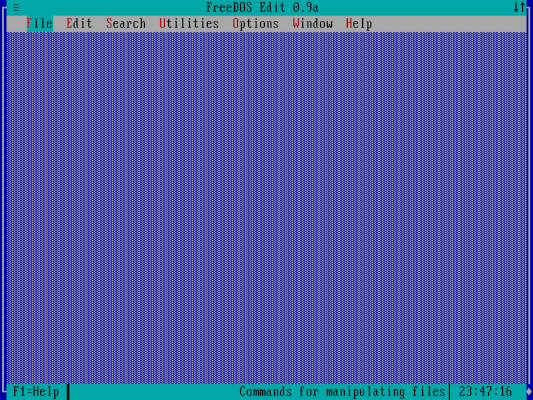 ≡ FreeDOS Edit 0.9a ↓↑
File Edit Search Utilities Options Window Help
F1=Help Commands for manipulating files 23:47:16